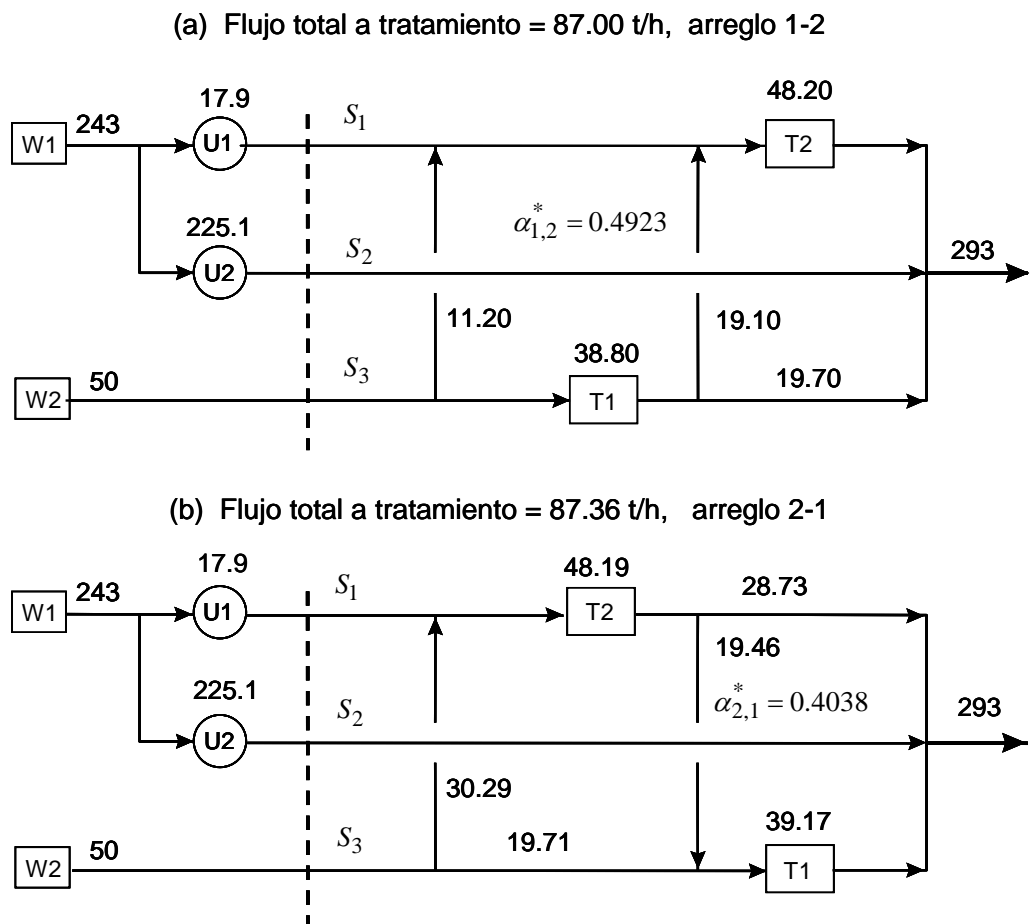 (a) Flujo total a tratamiento = 87.00 t/h, arreglo 1-2
W1
243
17.9
U1
S₁
48.20
T2
225.1
U2
S₂
α*₁,₂ = 0.4923
293
W2
50
S₃
11.20
38.80
T1
19.10
19.70
(b) Flujo total a tratamiento = 87.36 t/h, arreglo 2-1
W1
243
17.9
U1
S₁
48.19
T2
28.73
19.46
225.1
U2
S₂
α*₂,₁ = 0.4038
293
W2
50
S₃
30.29
19.71
39.17
T1